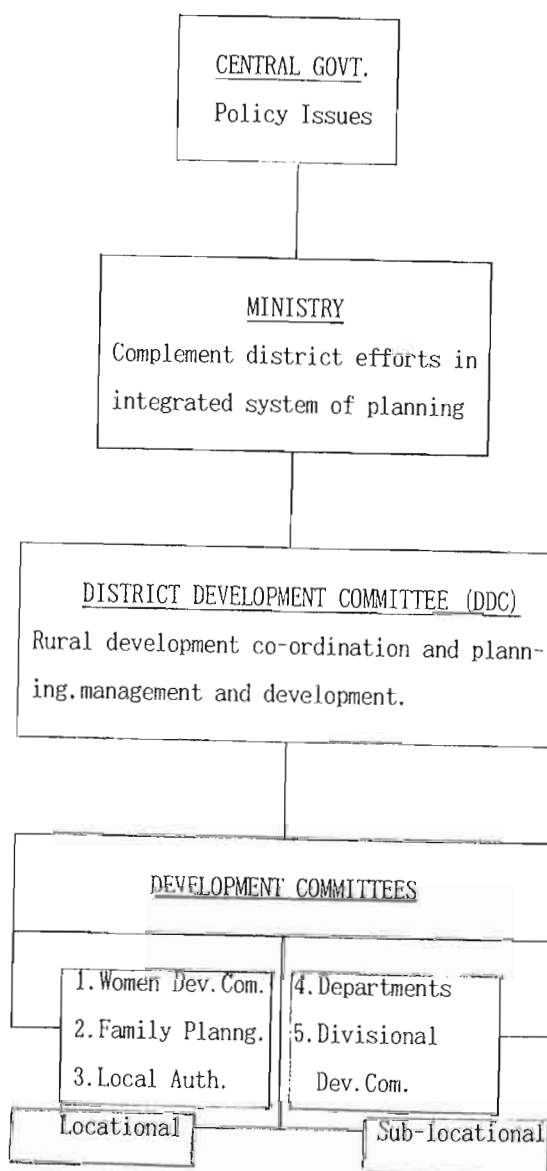 CENTRAL GOVT.
Policy Issues
MINISTRY
Complement district efforts in
integrated system of planning
DISTRICT DEVELOPMENT COMMITTEE (DDC)
Rural development co-ordination and plann-
ing.management and development.
DEVELOPMENT COMMITTEES
1.Women Dev.Com.
2.Family Planng.
3.Local Auth.
4.Departments
5.Divisional
Dev.Com.
Locational
Sub-locational